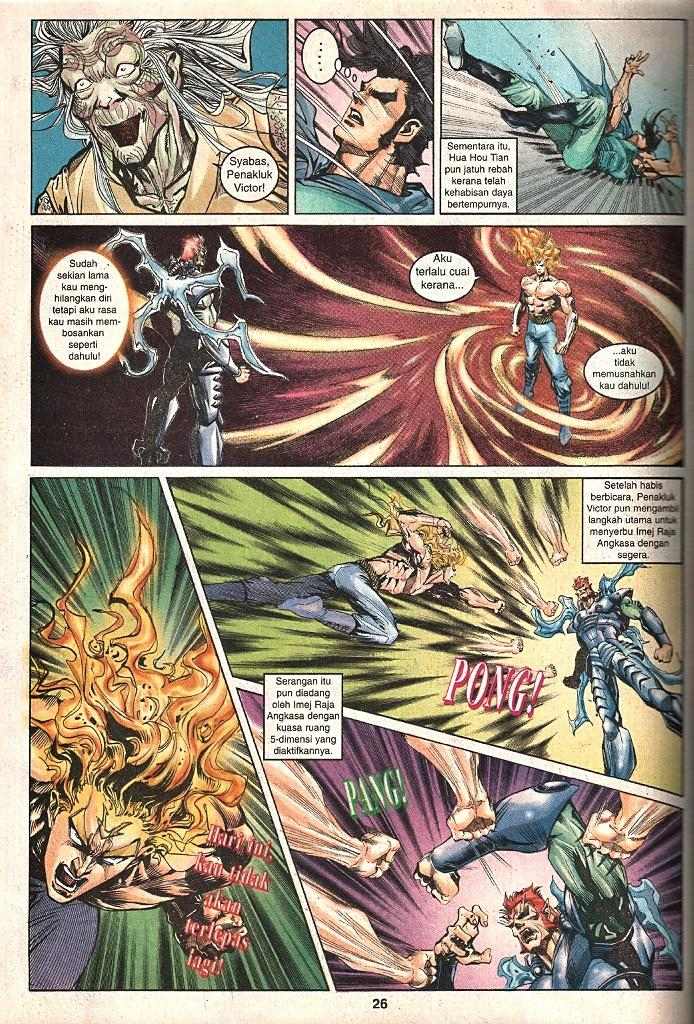 Syabas,
Penakluk
Victor!
......
Sementara itu,
Hua Hou Tian
pun jatuh rebah
kerana telah
kehabisan daya
bertempurnya.
Sudah
sekian lama
kau meng-
hilangkan diri
tetapi aku rasa
kau masih mem-
bosankan
seperti
dahulu!
Aku
terlalu cuai
kerana...
...aku
tidak
memusnahkan
kau dahulu!
Setelah habis
berbicara, Penakluk
Victor pun mengambil
langkah utama untuk
menyerbu Imej Raja
Angkasa dengan
segera.
PONG!
Hari ini,
kau tidak
akan
terlepas
lagi!
Serangan itu
pun diadang
oleh Imej Raja
Angkasa dengan
kuasa ruang
5-dimensi yang
diaktifkannya.
PANG!
26